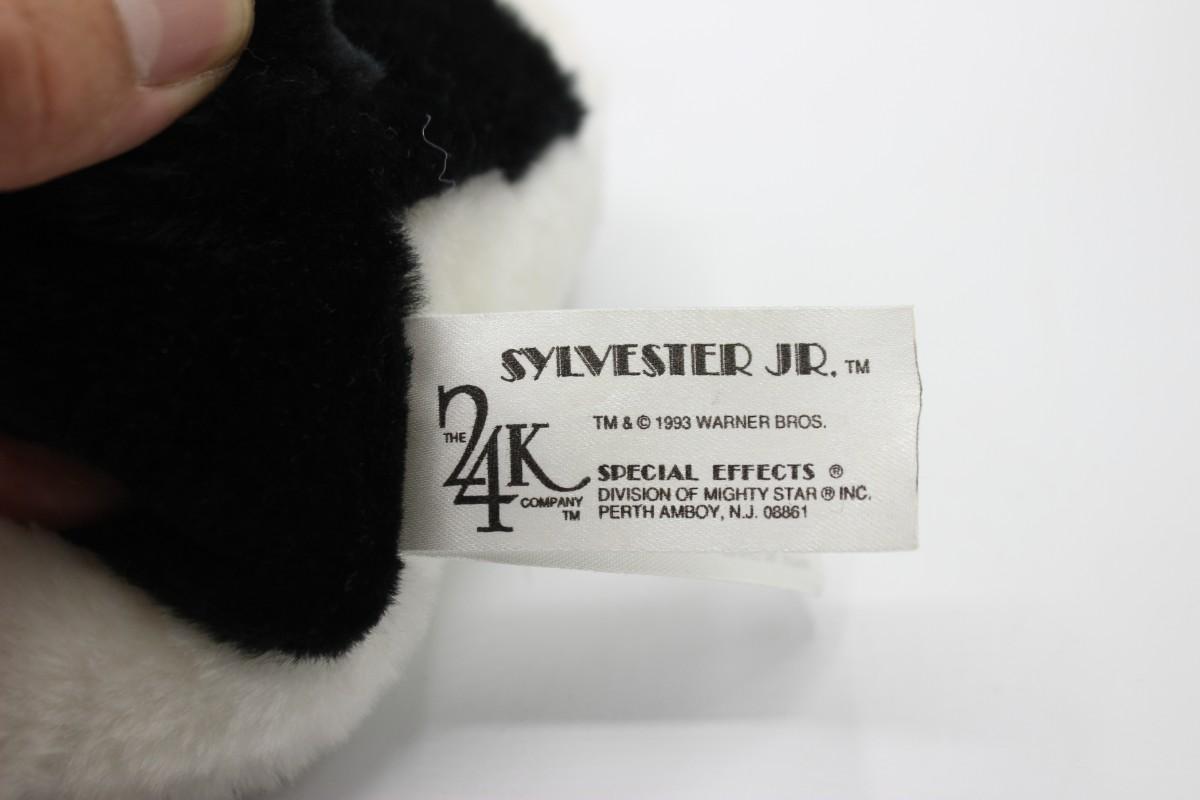 SYLVESTER JR. TM
THE 24K COMPANY TM
TM & © 1993 WARNER BROS.
SPECIAL EFFECTS ®
DIVISION OF MIGHTY STAR ® INC.
PERTH AMBOY, N.J. 08861